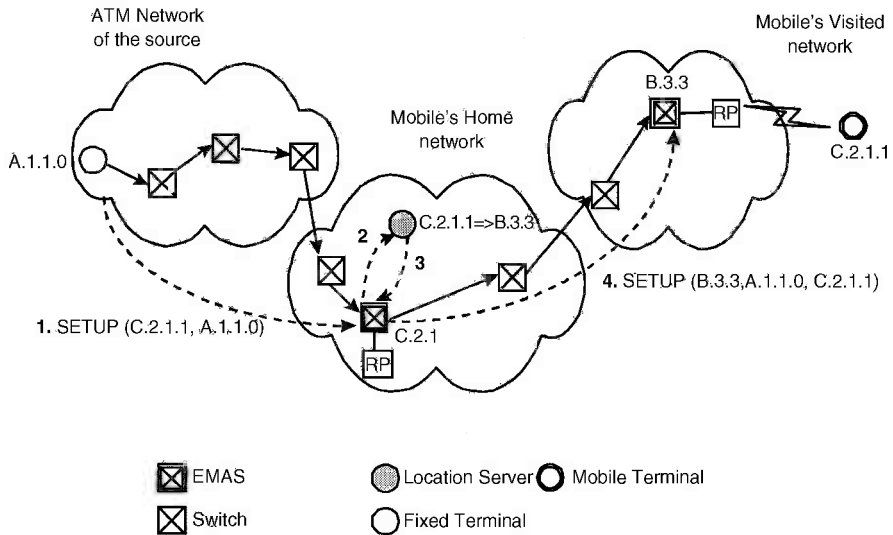 ATM Network
of the source
Mobile's Visited
network
B.3.3
Mobile's Home
network
RP
A.1.1.0
C.2.1.1
C.2.1.1=>B.3.3
2
3
4. SETUP (B.3.3,A.1.1.0, C.2.1.1)
1. SETUP (C.2.1.1, A.1.1.0)
C.2.1
RP
EMAS
Location Server
Mobile Terminal
Switch
Fixed Terminal